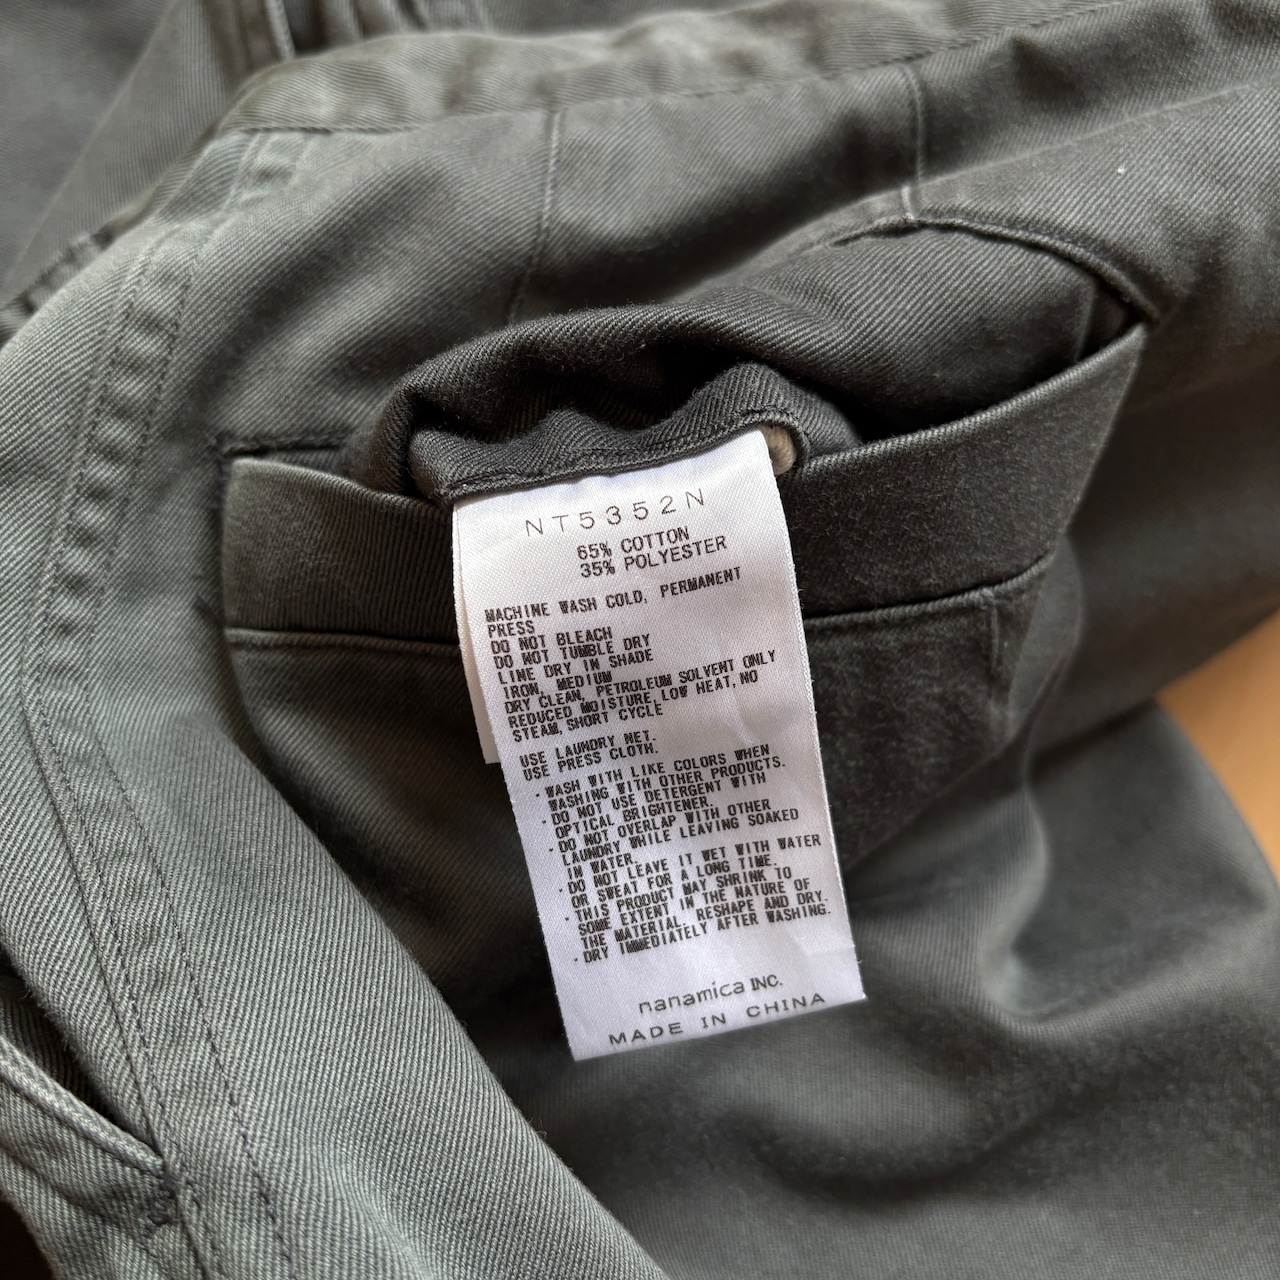 NT5352N
65% COTTON
35% POLYESTER
MACHINE WASH COLD, PERMANENT
PRESS
DO NOT BLEACH
DO NOT TUMBLE DRY
LINE DRY IN SHADE
IRON, MEDIUM
DRY CLEAN, PETROLEUM SOLVENT ONLY
REDUCED MOISTURE, LOW HEAT, NO
STEAM, SHORT CYCLE
USE LAUNDRY NET.
USE PRESS CLOTH.
・WASH WITH LIKE COLORS WHEN
WASHING WITH OTHER PRODUCTS.
・DO NOT USE DETERGENT WITH
OPTICAL BRIGHTENER.
・DO NOT OVERLAP WITH OTHER
LAUNDRY WHILE LEAVING SOAKED
IN WATER.
・DO NOT LEAVE IT WET WITH WATER
OR SWEAT FOR A LONG TIME.
・THIS PRODUCT MAY SHRINK TO
SOME EXTENT IN THE NATURE OF
THE MATERIAL. RESHAPE AND DRY.
・DRY IMMEDIATELY AFTER WASHING.
nanamica INC.
MADE IN CHINA